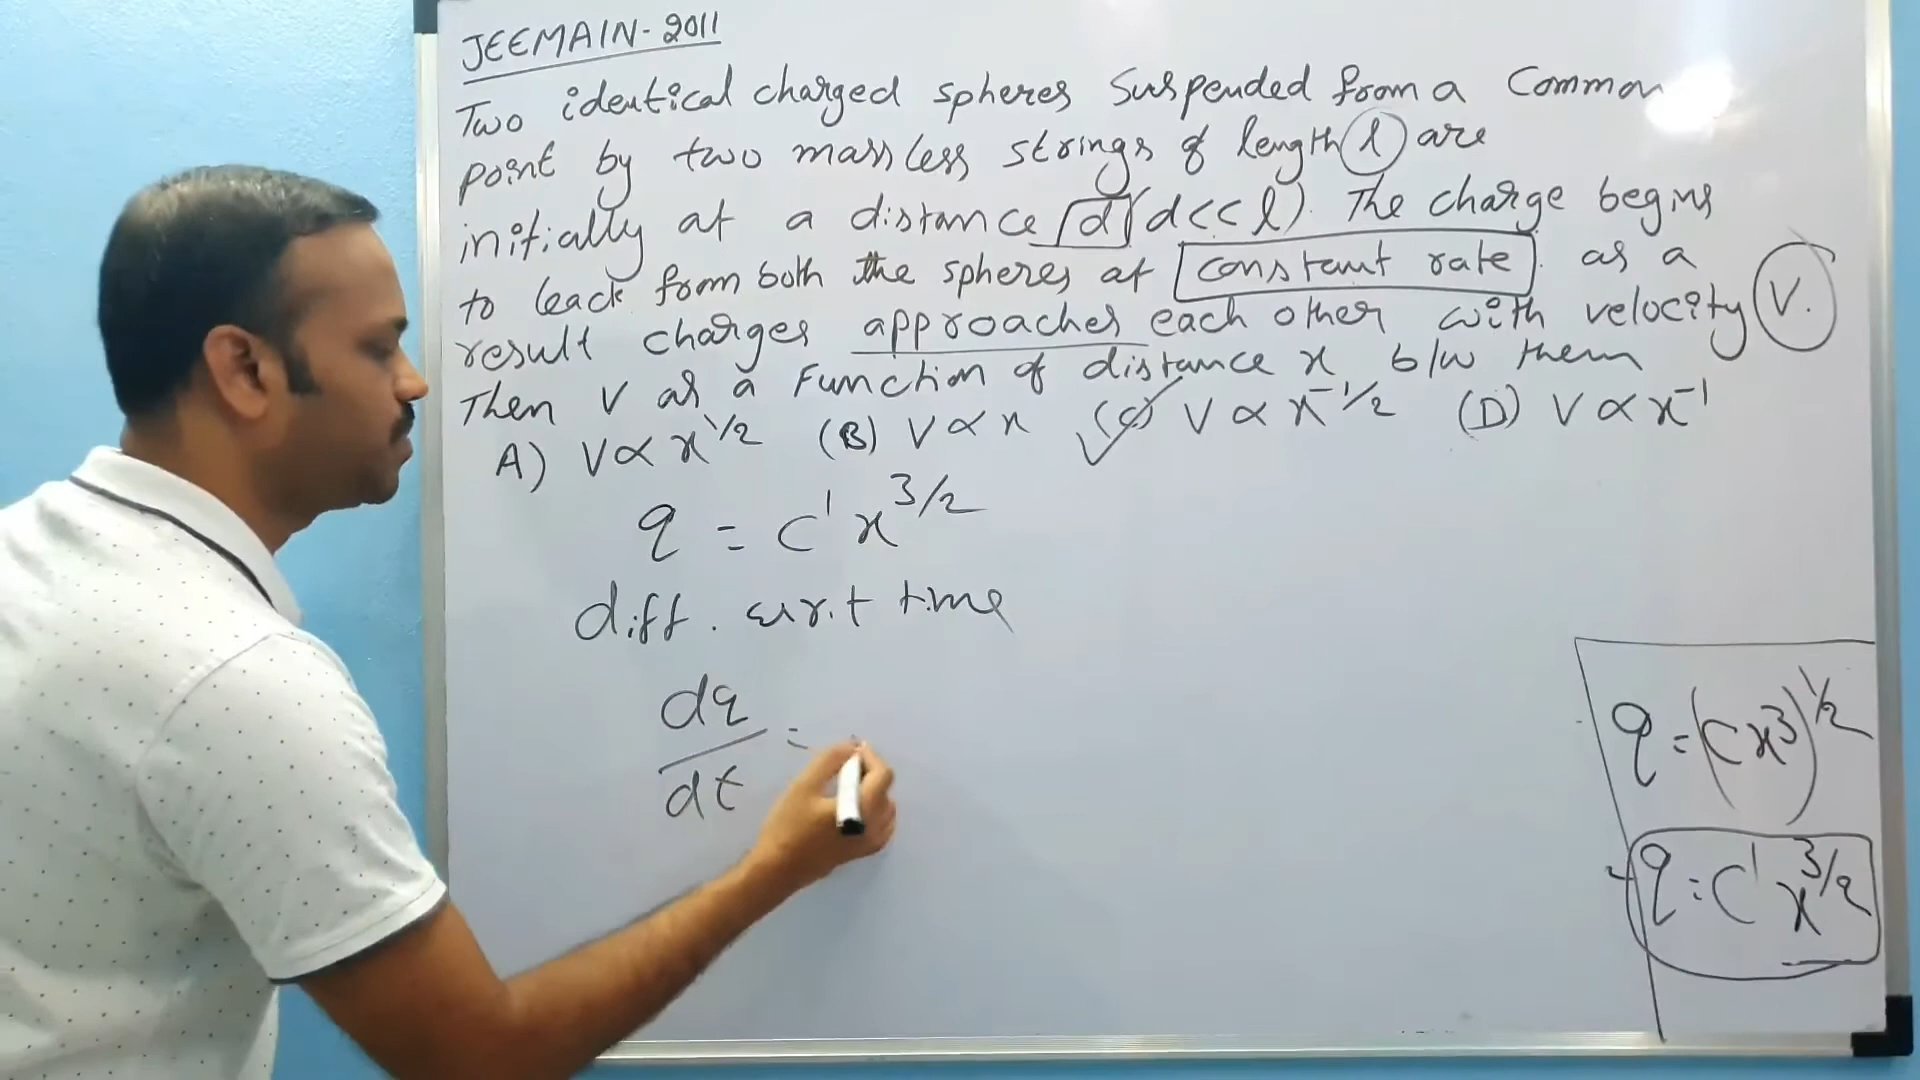 JEEMAIN-2011
Two identical charged spheres suspended from a common
point by two massless strings of length l are
initially at a distance d (d<<l). The charge begins
to leack from both the spheres at constant rate. as a
result charges approaches each other with velocity V.
Then V as a Function of distance x b/w them
A) V∝x^1/2 (B) V∝x (C) V∝x^-1/2 (D) V∝x^-1
q = c' x^3/2
diff. w.r.t time
dq/dt =
q=(cx³)^1/2
q=c' x^3/2